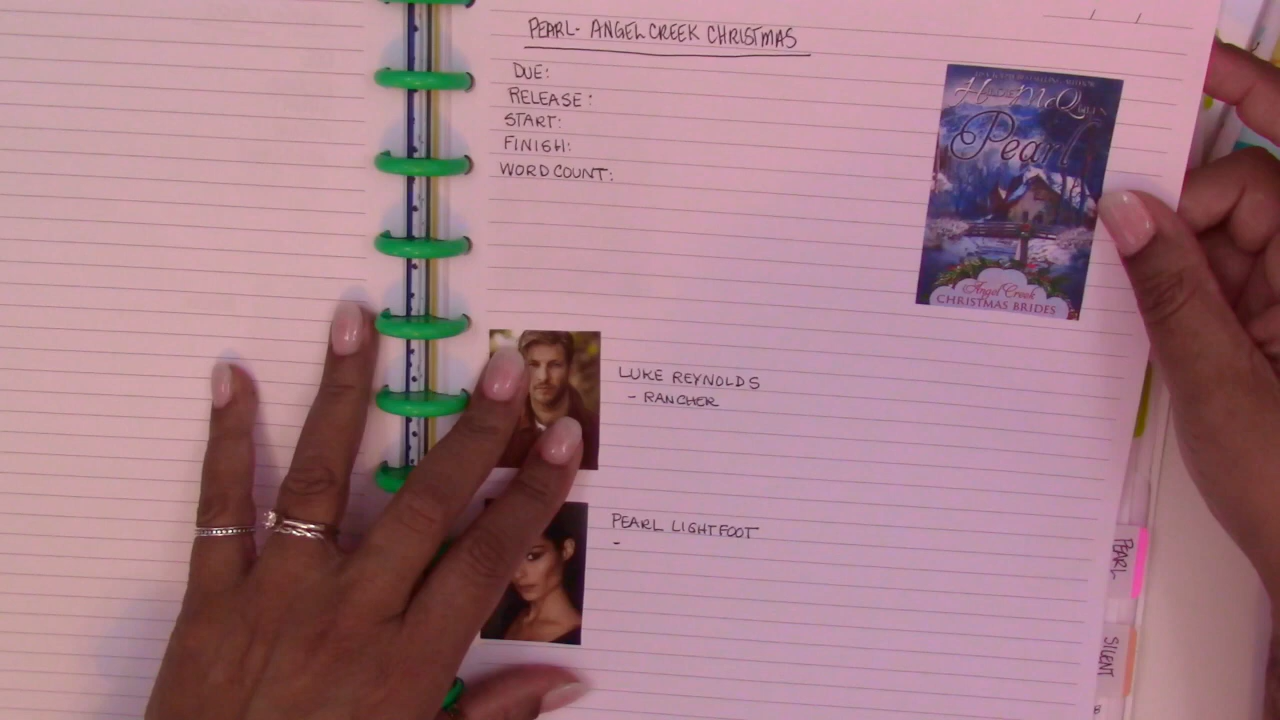 PEARL- ANGEL CREEK CHRISTMAS
DUE:
RELEASE:
START:
FINISH:
WORD COUNT:
Pearl
Angel Creek
CHRISTMAS BRIDES
LUKE REYNOLDS
- RANCHER
PEARL LIGHTFOOT
-
PEARL
SILENT